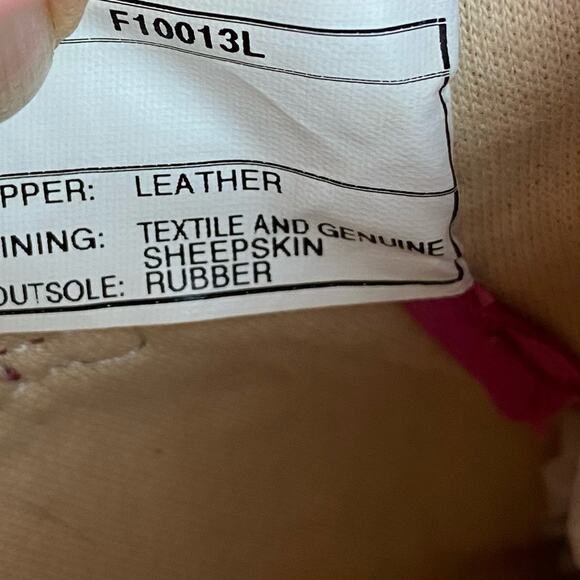 F10013L
PPER: LEATHER
INING: TEXTILE AND GENUINE
SHEEPSKIN
OUTSOLE: RUBBER